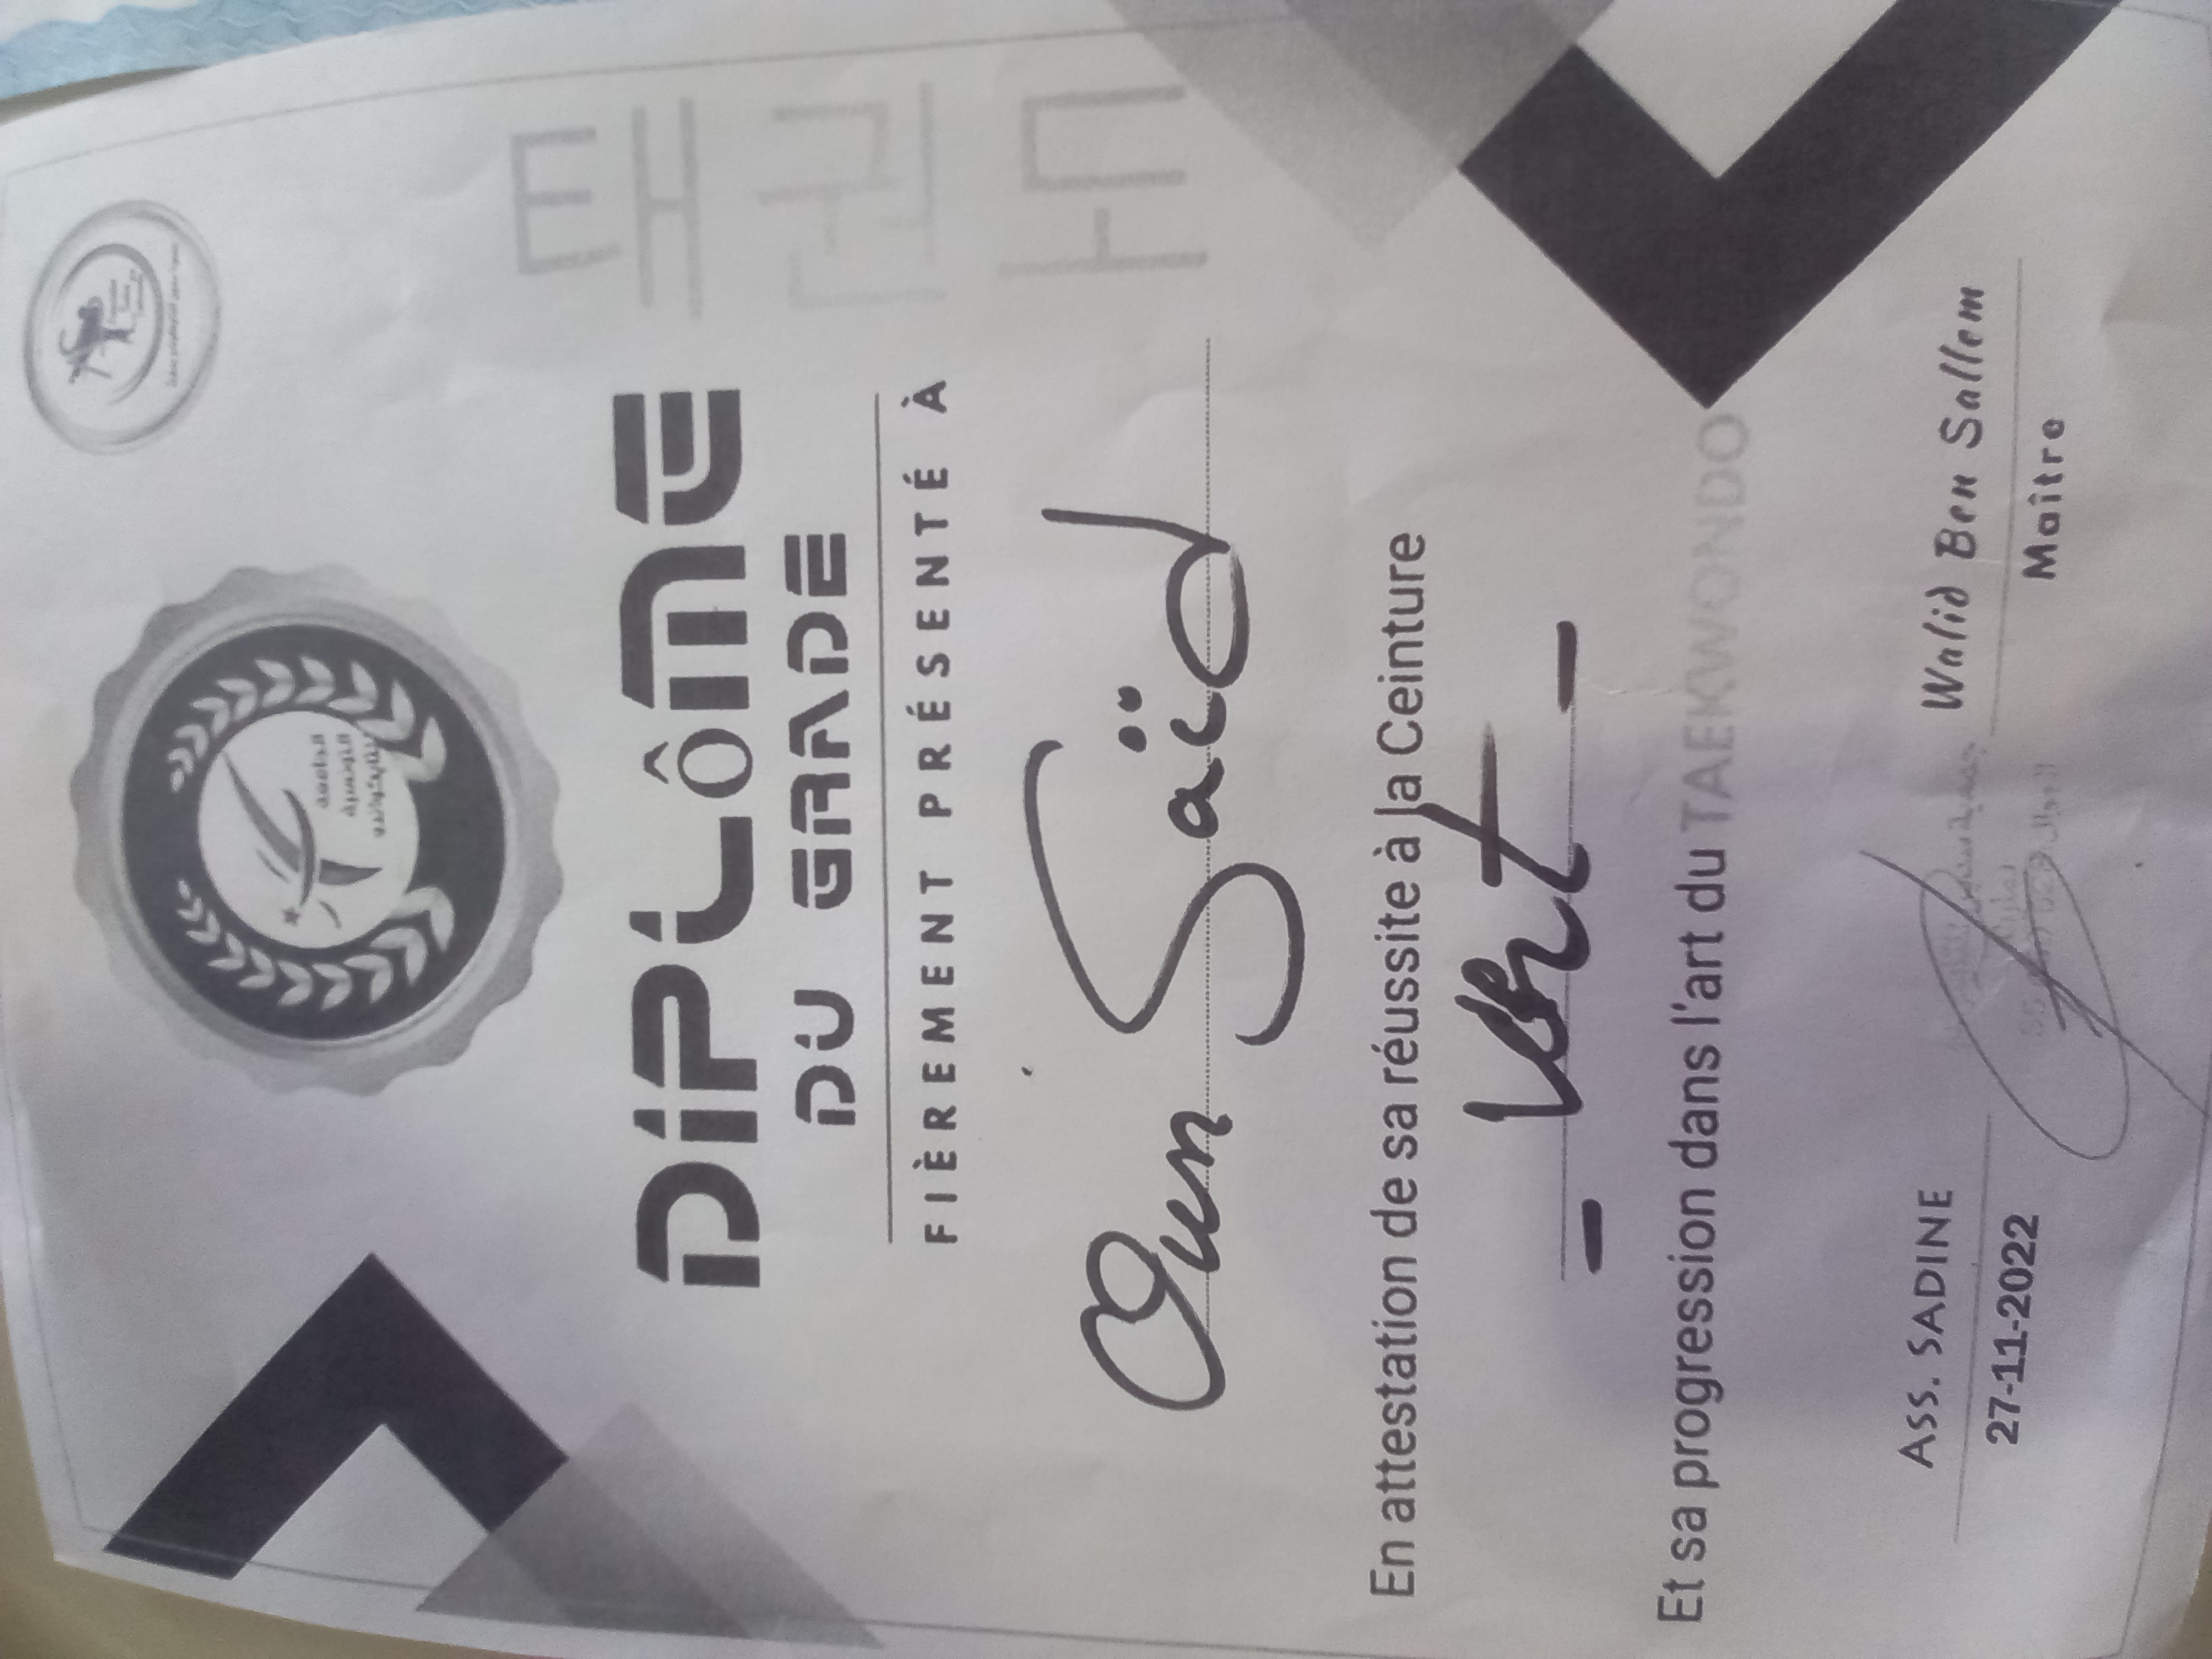 태권도
DiPLÔME
DU GRADE
FIÈREMENT PRÉSENTÉ À
Saïd
En attestation de sa réussite à la Ceinture
- Vert -
Et sa progression dans l'art du TAEKWONDO
ASS. SADINE
27-11-2022
Walid Ben Sallem
Maître